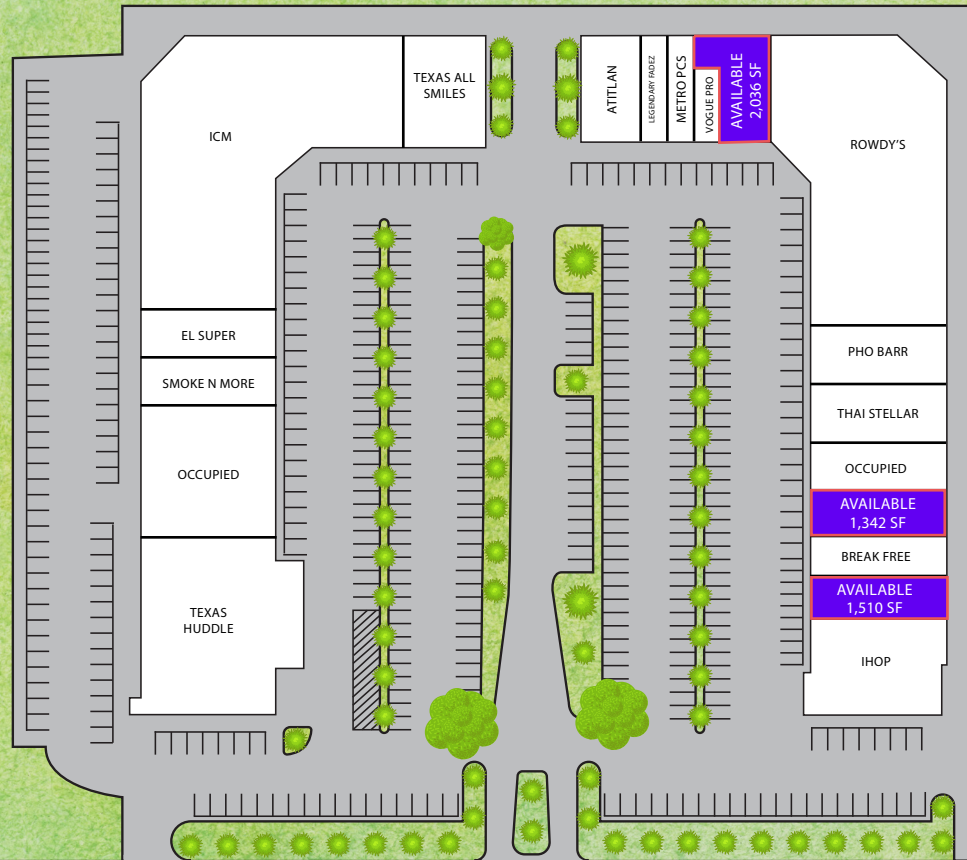 ICM
TEXAS ALL
SMILES
ATITLAN
LEGENDARY FADEZ
METRO PCS
VOGUE PRO
AVAILABLE
2,036 SF
ROWDY'S
EL SUPER
SMOKE N MORE
OCCUPIED
TEXAS
HUDDLE
PHO BARR
THAI STELLAR
OCCUPIED
AVAILABLE
1,342 SF
BREAK FREE
AVAILABLE
1,510 SF
IHOP